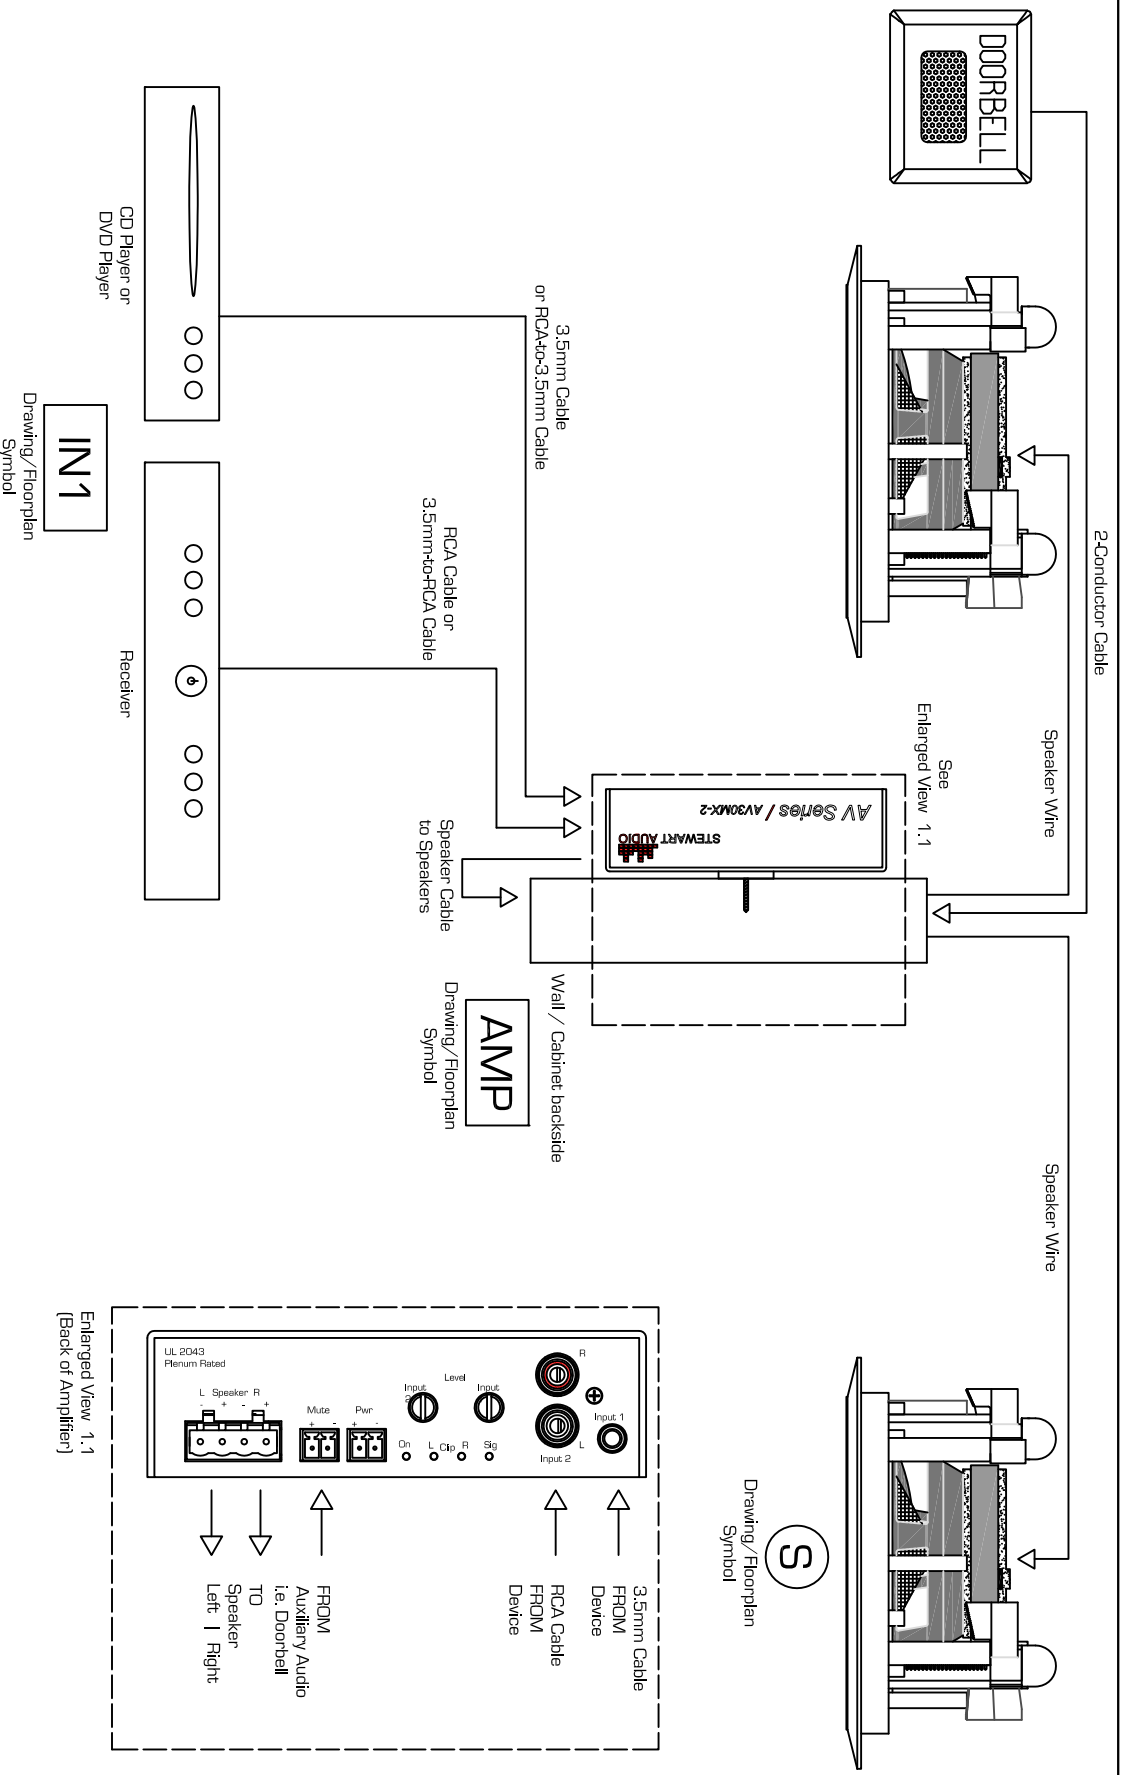 DOORBELL
2-Conductor Cable
Speaker Wire
Speaker Wire
See
Enlarged View 1.1
AV Series / AV30MX-2
STEWART AUDIO
3.5mm Cable
or RCA-to-3.5mm Cable
RCA Cable or
3.5mm-to-RCA Cable
Speaker Cable
to Speakers
Wall / Cabinet backside
AMP
Drawing/Floorplan
Symbol
S
Drawing/Floorplan
Symbol
CD Player or
DVD Player
Receiver
IN1
Drawing/Floorplan
Symbol
UL 2043
Plenum Rated
L Speaker R
- + - +
Mute
+ -
Pwr
+ -
Level
Input
2
Input
On
L Clip R
Sig
R
L
Input 1
Input 2
3.5mm Cable
FROM
Device
RCA Cable
FROM
Device
FROM
Auxiliary Audio
i.e. Doorbell
TO
Speaker
Left | Right
Enlarged View 1.1
(Back of Amplifier)